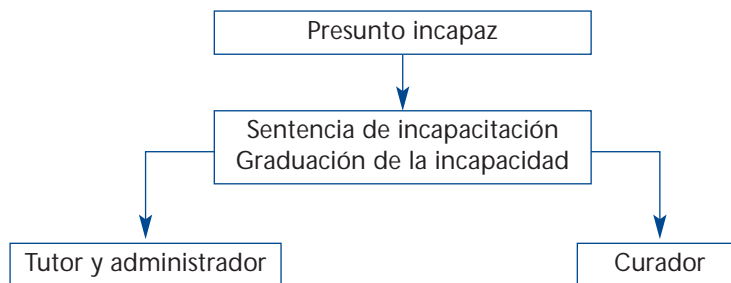 Presunto incapaz
Sentencia de incapacitación
Graduación de la incapacidad
Tutor y administrador
Curador